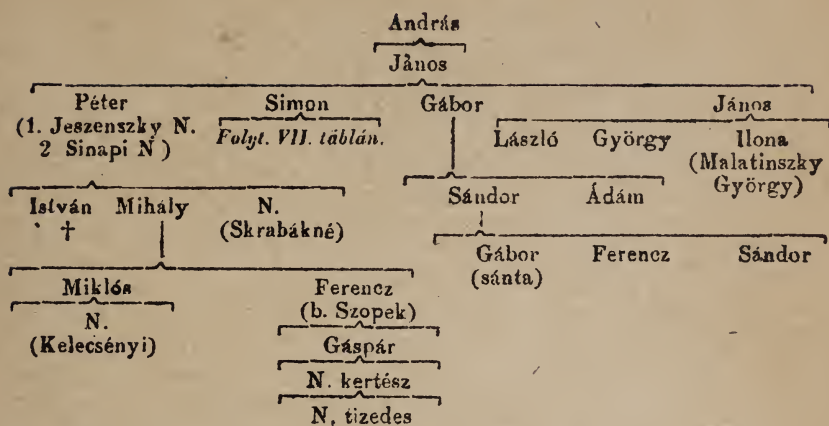 András
János
Péter Simon Gábor János
(1. Jeszenszky N. Folyt. VII. táblán. László György Ilona
2 Sinapi N) (Malatinszky
György)
István Mihály N. Sándor Ádám
† (Skrabákné)
Gábor Ferencz Sándor
(sánta)
Miklós Ferencz
N. (b. Szopek)
(Kelecsényi) Gáspár
N. kertész
N, tizedes